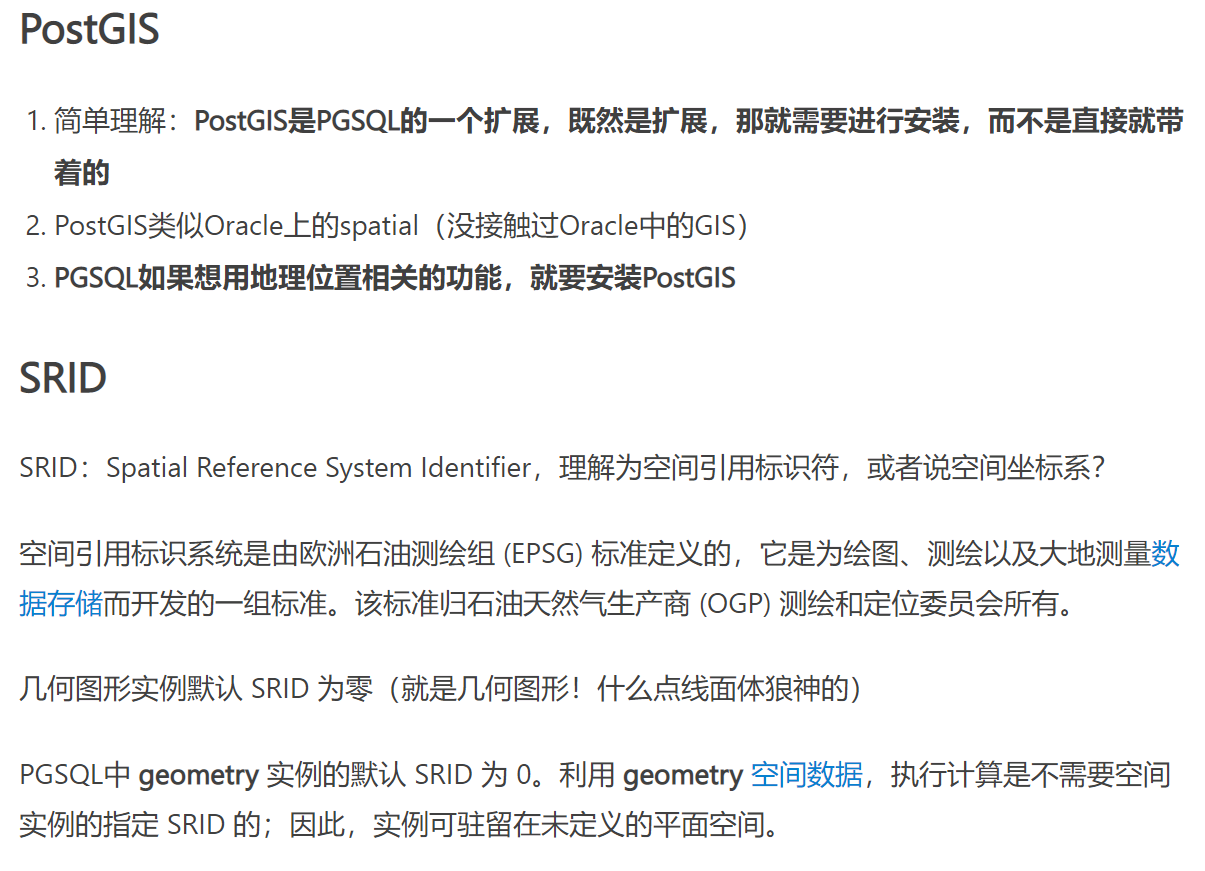 PostGIS
1. 简单理解：PostGIS是PGSQL的一个扩展，既然是扩展，那就需要进行安装，而不是直接就带
着的
2. PostGIS类似Oracle上的spatial（没接触过Oracle中的GIS）
3. PGSQL如果想用地理位置相关的功能，就要安装PostGIS
SRID
SRID：Spatial Reference System Identifier，理解为空间引用标识符，或者说空间坐标系？
空间引用标识系统是由欧洲石油测绘组 (EPSG) 标准定义的，它是为绘图、测绘以及大地测量数
据存储而开发的一组标准。该标准归石油天然气生产商 (OGP) 测绘和定位委员会所有。
几何图形实例默认 SRID 为零（就是几何图形！什么点线面体狼神的）
PGSQL中 geometry 实例的默认 SRID 为 0。利用 geometry 空间数据，执行计算是不需要空间
实例的指定 SRID 的；因此，实例可驻留在未定义的平面空间。